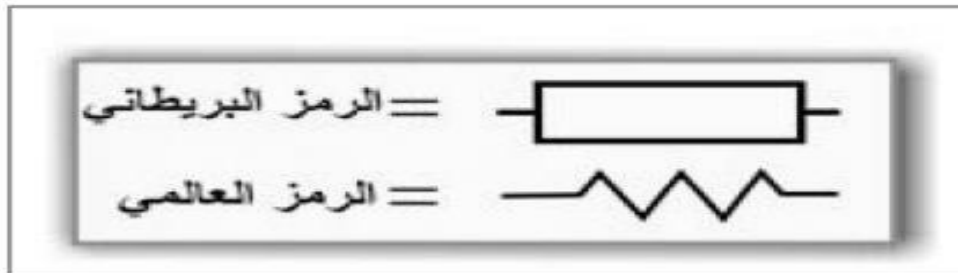 = الرمز البريطاني
= الرمز العالمي